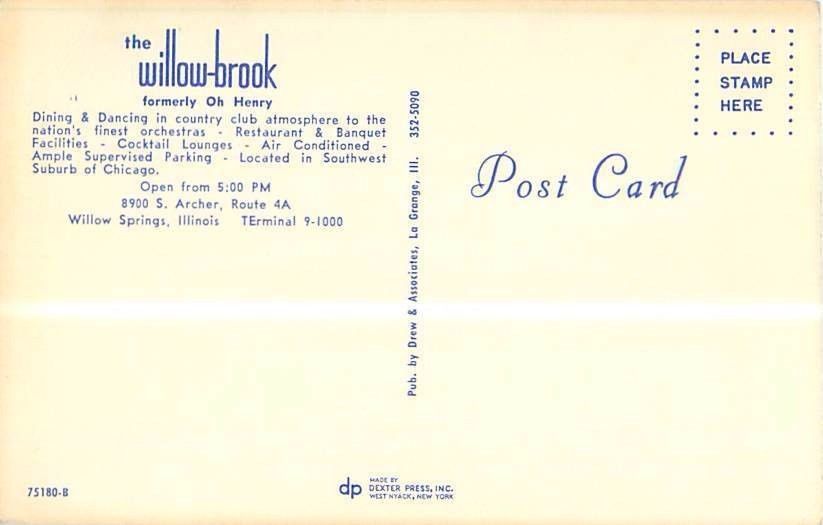 the
willow-brook
formerly Oh Henry
Dining & Dancing in country club atmosphere to the
nation's finest orchestras - Restaurant & Banquet
Facilities - Cocktail Lounges - Air Conditioned -
Ample Supervised Parking - Located in Southwest
Suburb of Chicago.
Open from 5:00 PM
8900 S. Archer, Route 4A
Willow Springs, Illinois TErminal 9-1000
Pub. by Drew & Associates, La Grange, Ill. 352-5090
PLACE
STAMP
HERE
Post Card
75180-B
dp
MADE BY
DEXTER PRESS, INC.
WEST NYACK, NEW YORK